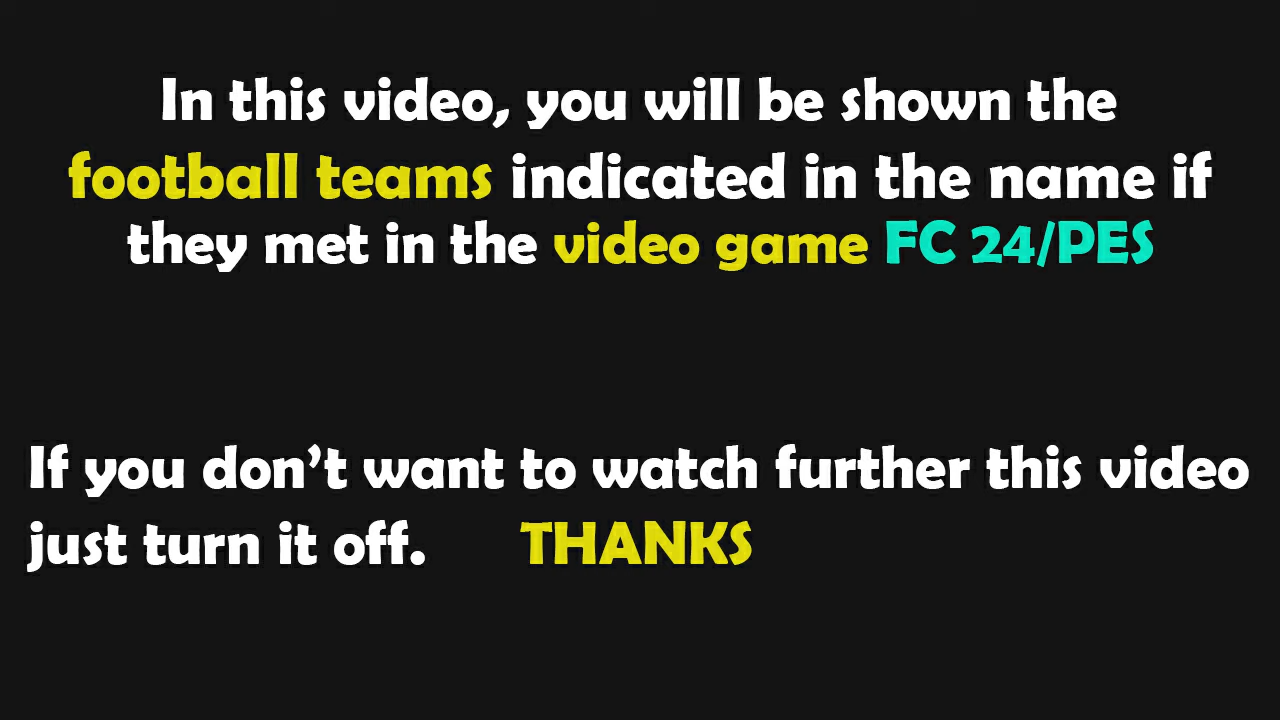 In this video, you will be shown the
football teams indicated in the name if
they met in the video game FC 24/PES
If you don't want to watch further this video
just turn it off. THANKS